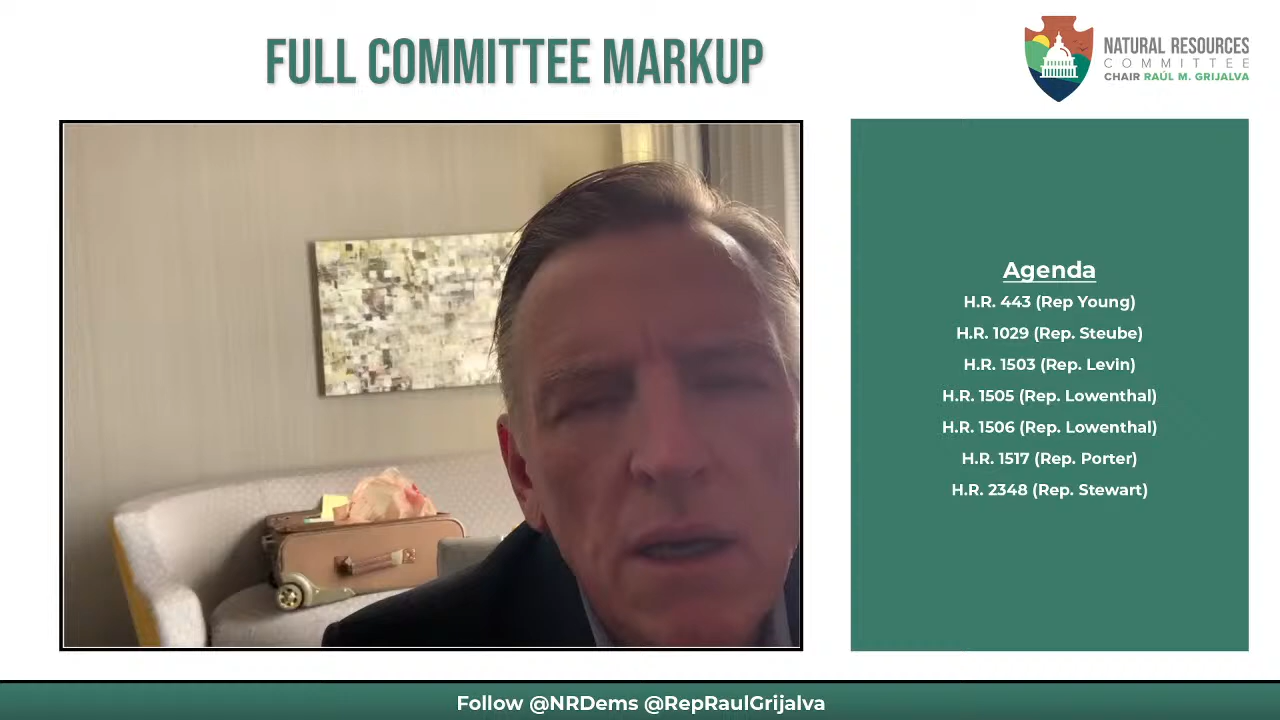 FULL COMMITTEE MARKUP
NATURAL RESOURCES
COMMITTEE
CHAIR RAÚL M. GRIJALVA
Agenda
H.R. 443 (Rep Young)
H.R. 1029 (Rep. Steube)
H.R. 1503 (Rep. Levin)
H.R. 1505 (Rep. Lowenthal)
H.R. 1506 (Rep. Lowenthal)
H.R. 1517 (Rep. Porter)
H.R. 2348 (Rep. Stewart)
Follow @NRDems @RepRaulGrijalva